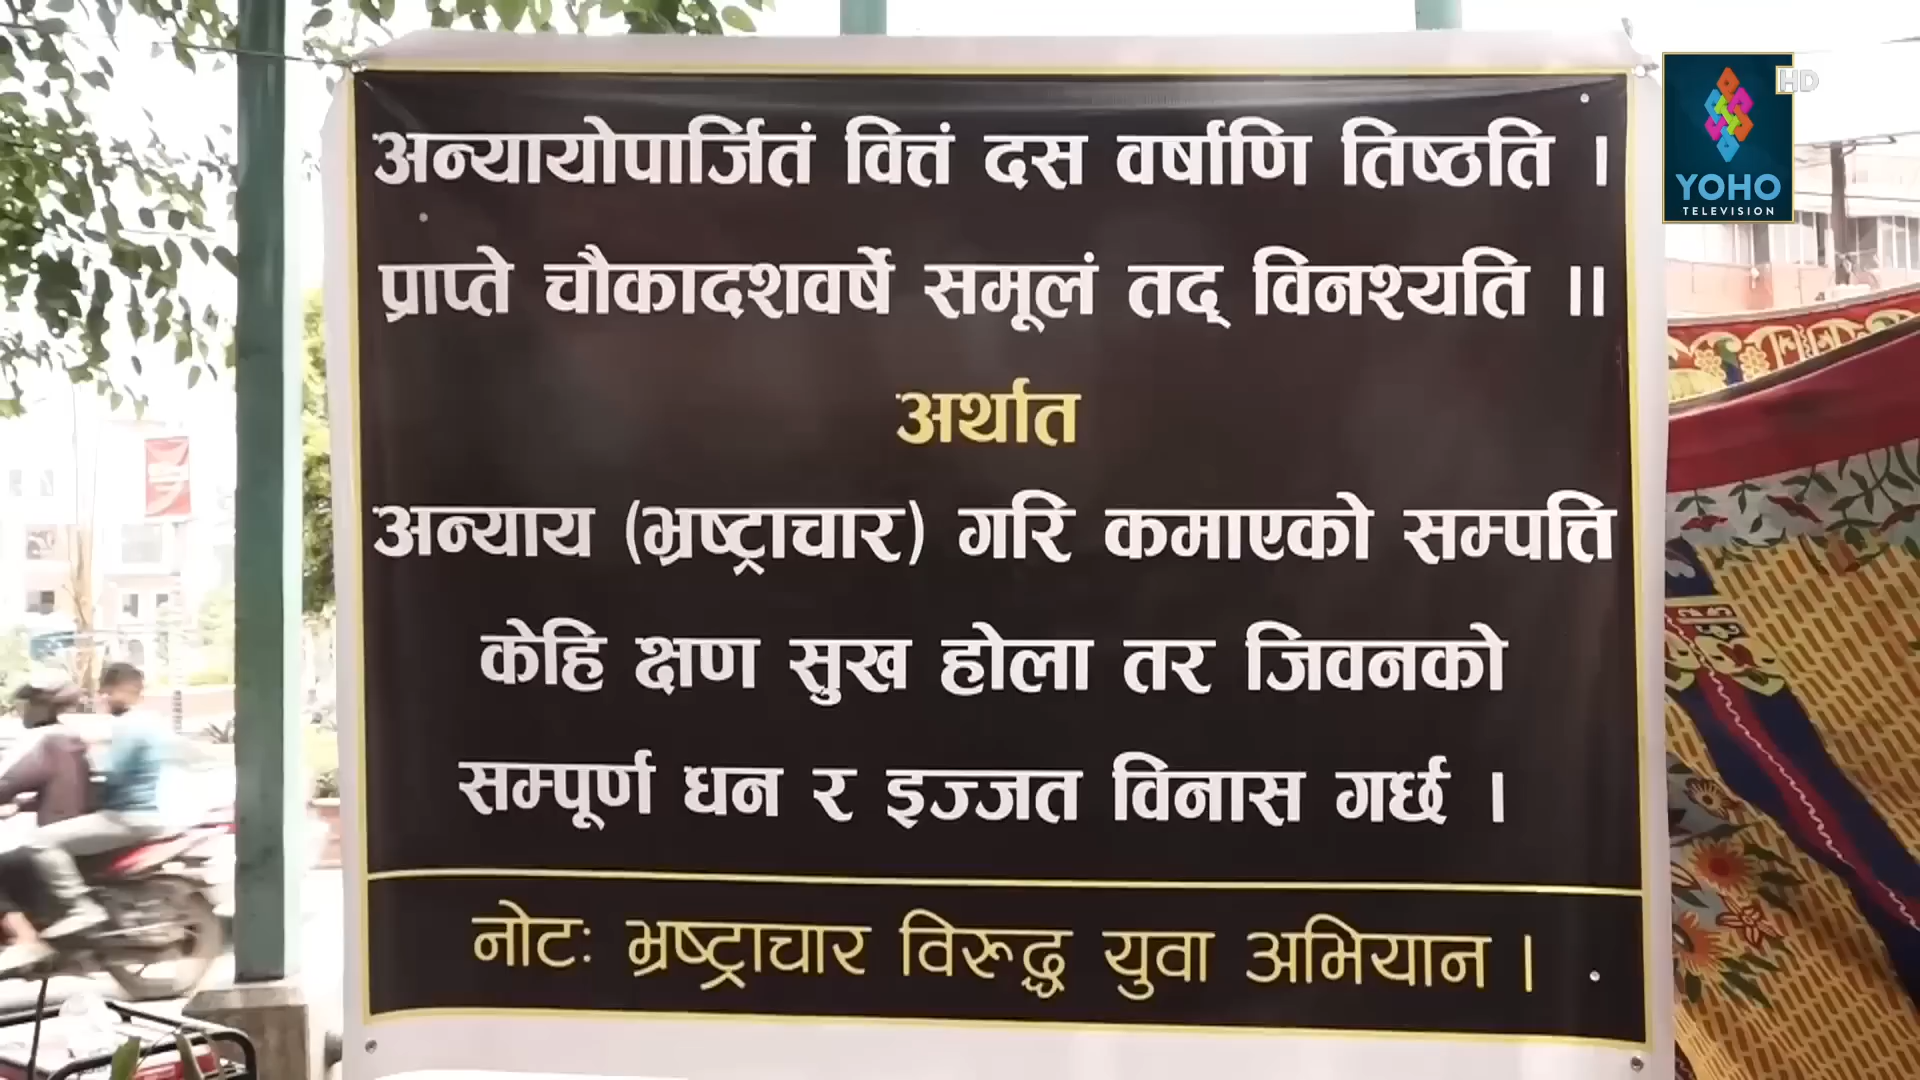 अन्यायोपार्जितं वित्तं दस वर्षाणि तिष्ठति ।
प्राप्ते चौकादशवर्षे समूलं तद् विनश्यति ।।
अर्थात
अन्याय (भ्रष्ट्राचार) गरि कमाएको सम्पत्ति
केहि क्षण सुख होला तर जिवनको
सम्पूर्ण धन र इज्जत विनास गर्छ ।
नोटः भ्रष्ट्राचार विरुद्ध युवा अभियान ।
HD
YOHO
TELEVISION